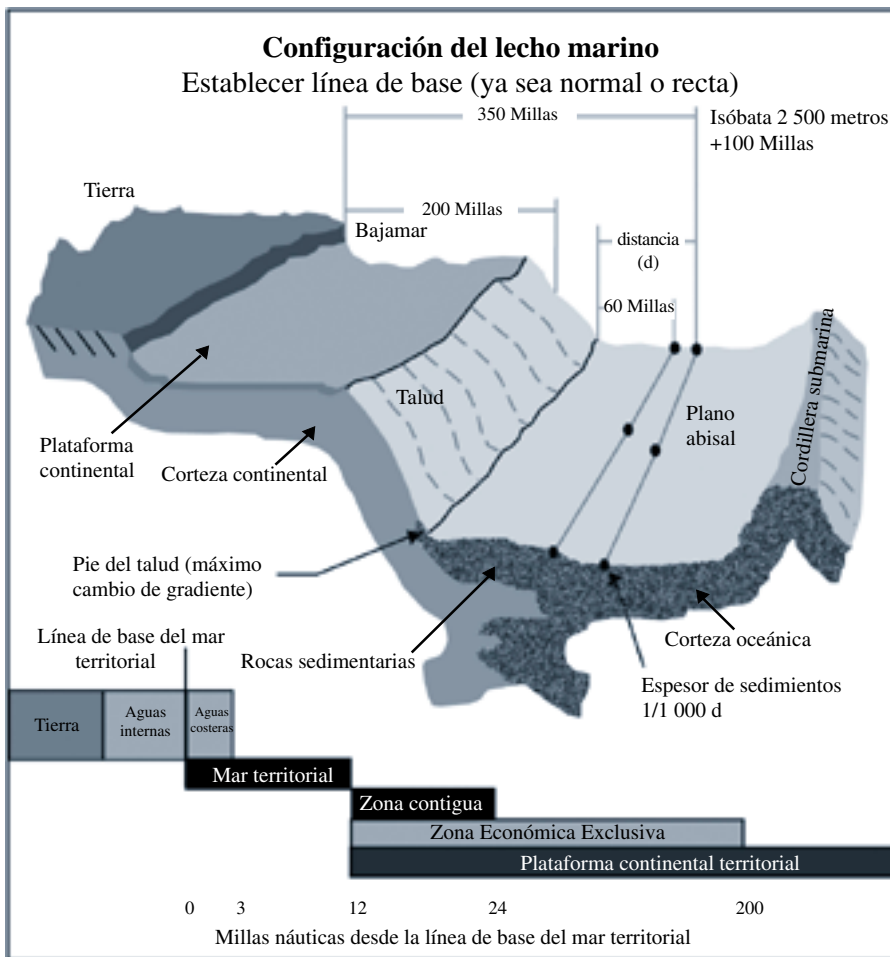 Configuración del lecho marino
Establecer línea de base (ya sea normal o recta)
350 Millas
Isóbata 2 500 metros
+100 Millas
Tierra
200 Millas
Bajamar
distancia
(d)
60 Millas
Cordillera submarina
Talud
Plano
abisal
Plataforma
continental
Corteza continental
Pie del talud (máximo
cambio de gradiente)
Rocas sedimentarias
Corteza oceánica
Espesor de sedimientos
1/1 000 d
Línea de base del mar
territorial
Tierra
Aguas
internas
Aguas
costeras
Mar territorial
Zona contigua
Zona Económica Exclusiva
Plataforma continental territorial
0 3 12 24 200
Millas náuticas desde la línea de base del mar territorial